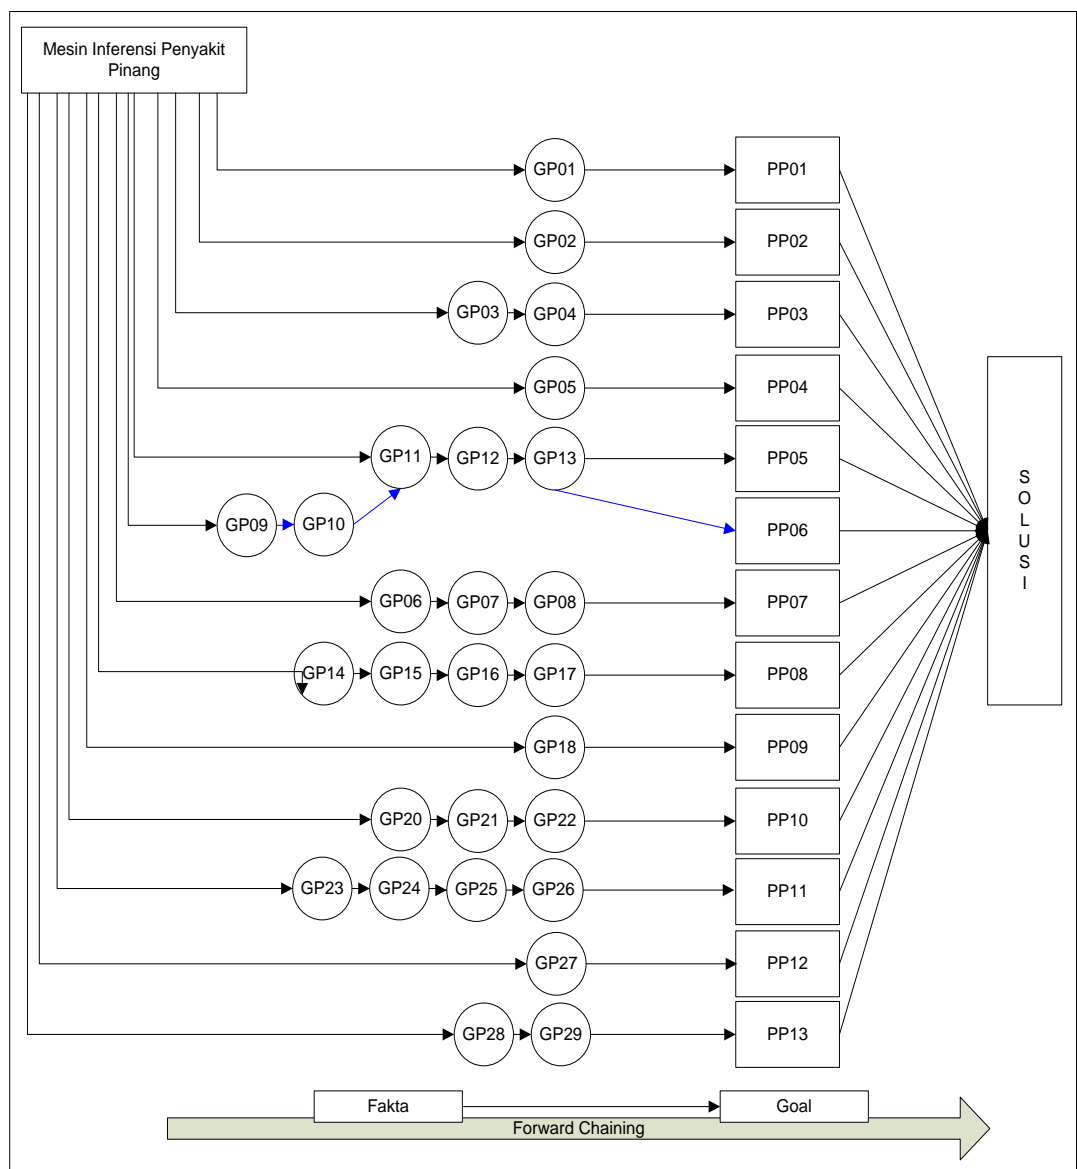 Mesin Inferensi Penyakit
Pinang
GP01 PP01
GP02 PP02
GP03 GP04 PP03
GP05 PP04
GP11 GP12 GP13 PP05
GP09 GP10 PP06
GP06 GP07 GP08 PP07
GP14 GP15 GP16 GP17 PP08
GP18 PP09
GP20 GP21 GP22 PP10
GP23 GP24 GP25 GP26 PP11
GP27 PP12
GP28 GP29 PP13
S
O
L
U
S
I
Fakta Goal
Forward Chaining